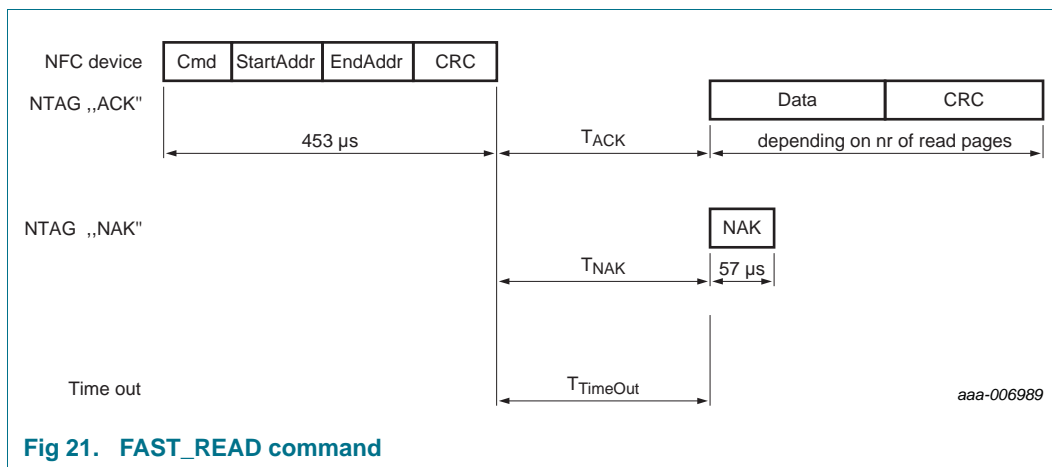 NFC device Cmd StartAddr EndAddr CRC
NTAG ,,ACK" Data CRC
453 µs TACK depending on nr of read pages
NTAG ,,NAK" NAK
TNAK 57 µs
Time out TTimeOut aaa-006989
Fig 21. FAST_READ command